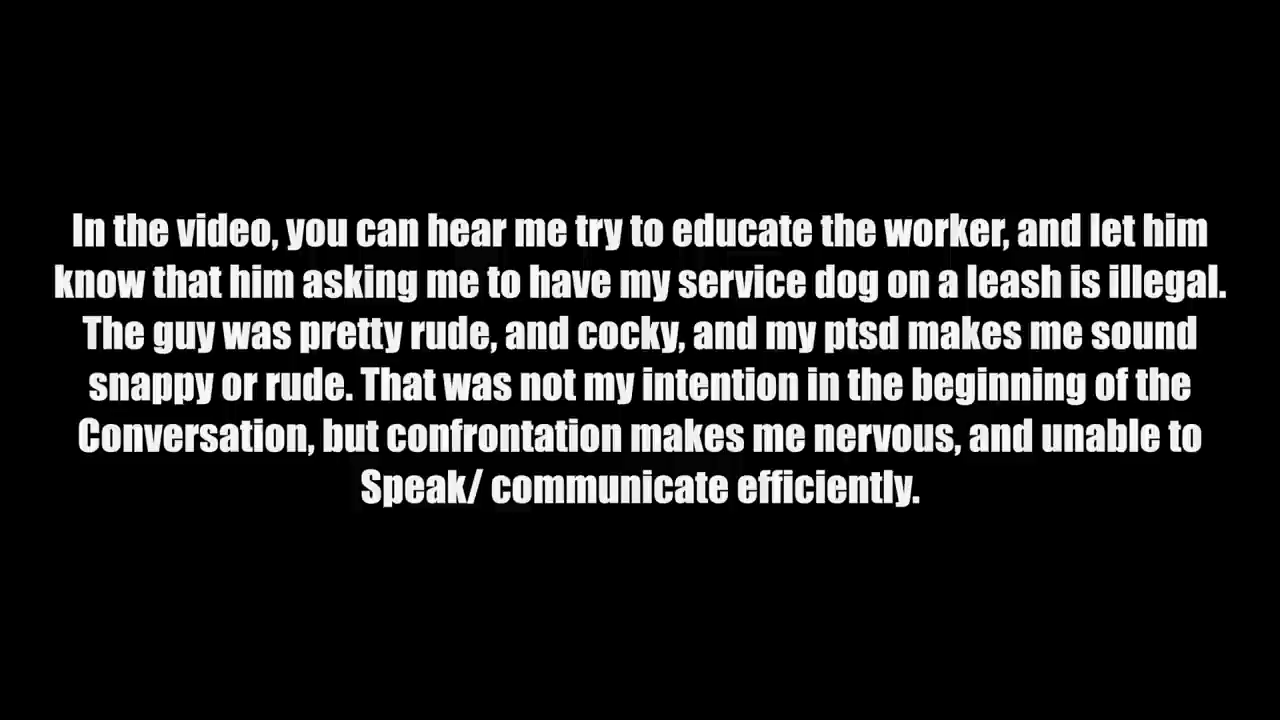 In the video, you can hear me try to educate the worker, and let him
know that him asking me to have my service dog on a leash is illegal.
The guy was pretty rude, and cocky, and my ptsd makes me sound
snappy or rude. That was not my intention in the beginning of the
Conversation, but confrontation makes me nervous, and unable to
Speak/ communicate efficiently.